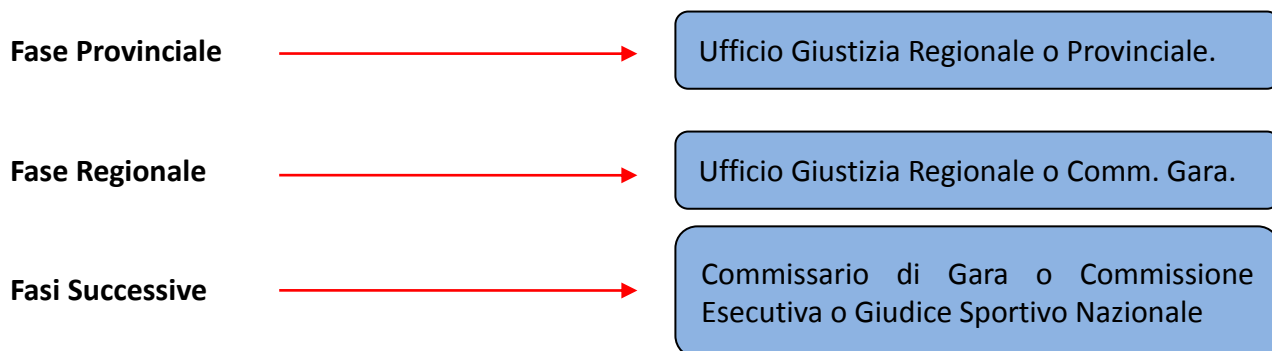 Fase Provinciale
Ufficio Giustizia Regionale o Provinciale.
Fase Regionale
Ufficio Giustizia Regionale o Comm. Gara.
Fasi Successive
Commissario di Gara o Commissione
Esecutiva o Giudice Sportivo Nazionale